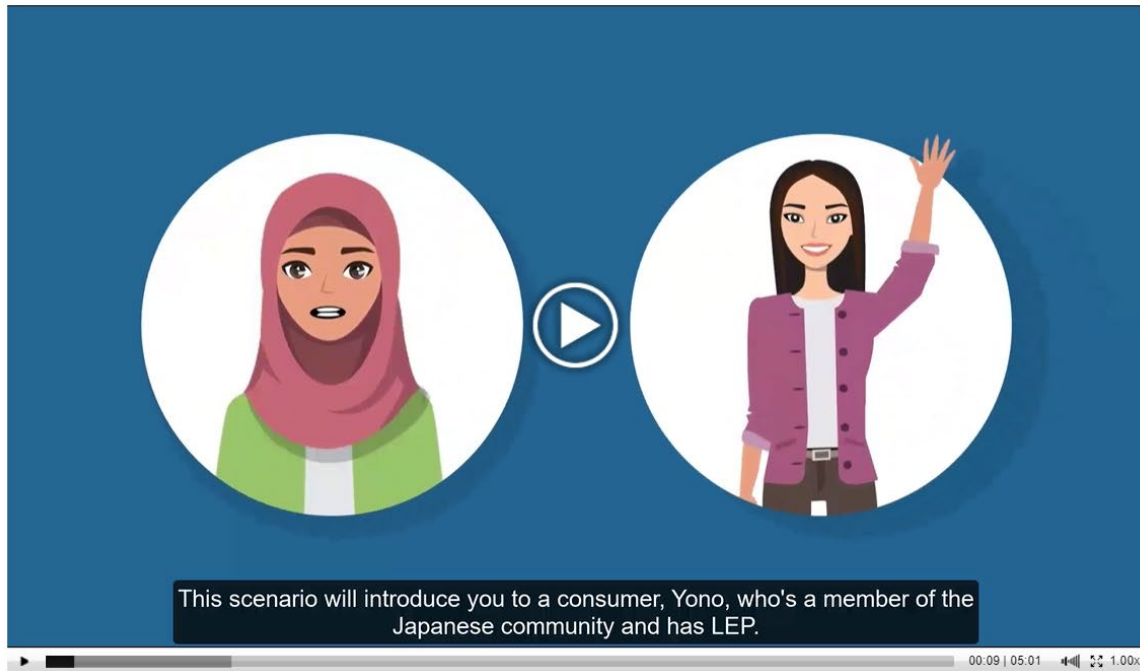 This scenario will introduce you to a consumer, Yono, who's a member of the
Japanese community and has LEP.
00:09 | 05:01
1.00x